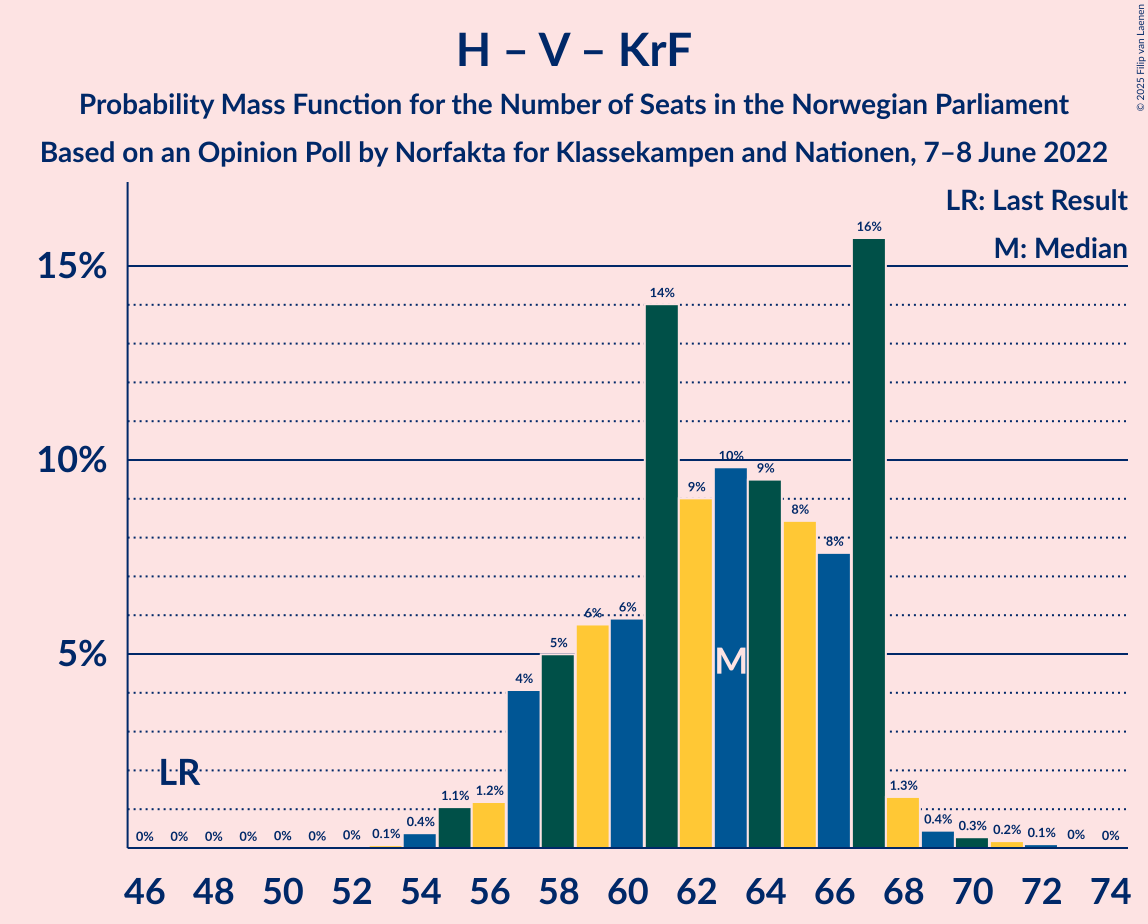 H – V – KrF
Probability Mass Function for the Number of Seats in the Norwegian Parliament
Based on an Opinion Poll by Norfakta for Klassekampen and Nationen, 7–8 June 2022
© 2025 Filip van Laenen
LR: Last Result
M: Median
15%
10%
5%
0% 0% 0% 0% 0% 0% 0% 0.1% 0.4% 1.1% 1.2% 4% 5% 6% 6% 14% 9% 10% 9% 8% 8% 16% 1.3% 0.4% 0.3% 0.2% 0.1% 0% 0%
LR
M
46 48 50 52 54 56 58 60 62 64 66 68 70 72 74